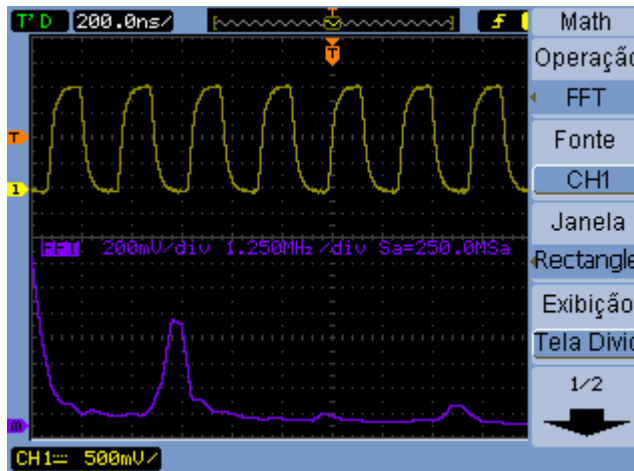 T'D 200.0ns/ T f
Math
Operação
FFT
T
Fonte
CH1
T
1
Janela
FFT 200mV/div 1.250MHz/div Sa=250.0MSa
Rectangle
Exibição
Tela Divid
1/2
m
CH1 500mV/